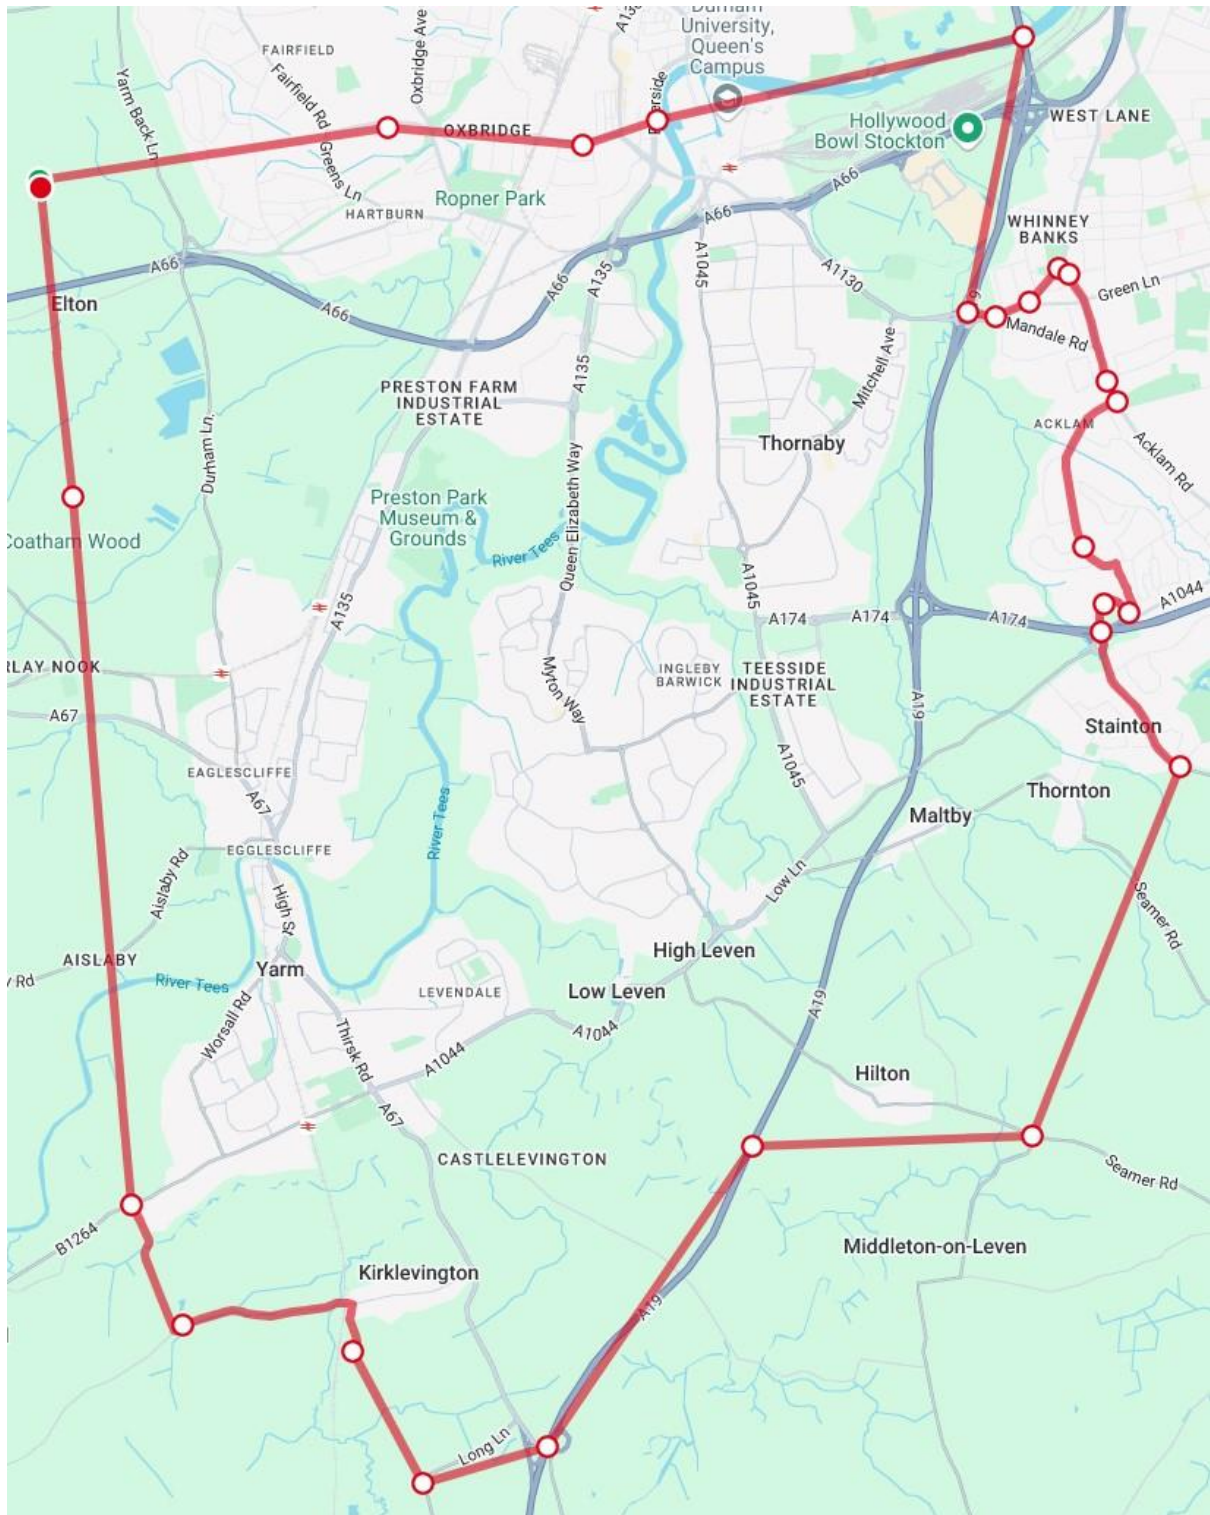 A135
Durham
University,
Queen's
Campus
FAIRFIELD
Oxbridge Ave
Yarm Back Ln
Fairfield Rd
Greens Ln
OXBRIDGE
Hollywood
Bowl Stockton
WEST LANE
Ropner Park
HARTBURN
A66
A66
WHINNEY
BANKS
A66
A66
A66
A135
A1045
A1130
Green Ln
Elton
Mandale Rd
Mitchell Ave
A135
PRESTON FARM
INDUSTRIAL
ESTATE
ACKLAM
Acklam Rd
Thornaby
Durham Ln
Queen Elizabeth Way
Preston Park
Museum &
Grounds
Coatham Wood
River Tees
A135
A1045
A174
A174
A174
A1044
RLAY NOOK
INGLEBY
BARWICK
TEESSIDE
INDUSTRIAL
ESTATE
Myton Way
A19
A67
Stainton
EAGLESCLIFFE
A67
A1045
Thornton
Maltby
River Tees
EGGLESCLIFFE
Aislaby Rd
High St
Low Ln
Seamer Rd
AISLABY
High Leven
y Rd
River Tees
Yarm
LEVENDALE
Low Leven
A19
Worsall Rd
Thirsk Rd
A1044
A1044
Hilton
A67
CASTLELEVINGTON
Seamer Rd
B1264
Middleton-on-Leven
Kirklevington
A19
Long Ln